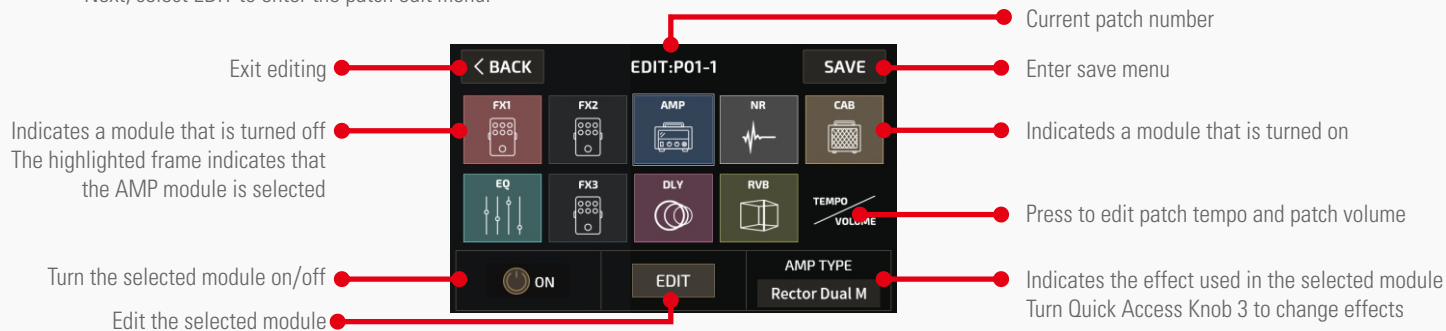 Next, select EDIT to enter the patch edit menu.
Current patch number
Exit editing
< BACK
EDIT:P01-1
SAVE
Enter save menu
FX1
FX2
AMP
NR
CAB
Indicates a module that is turned off
The highlighted frame indicates that
the AMP module is selected
Indicateds a module that is turned on
EQ
FX3
DLY
RVB
TEMPO
VOLUME
Press to edit patch tempo and patch volume
Turn the selected module on/off
ON
EDIT
AMP TYPE
Rector Dual M
Indicates the effect used in the selected module
Turn Quick Access Knob 3 to change effects
Edit the selected module